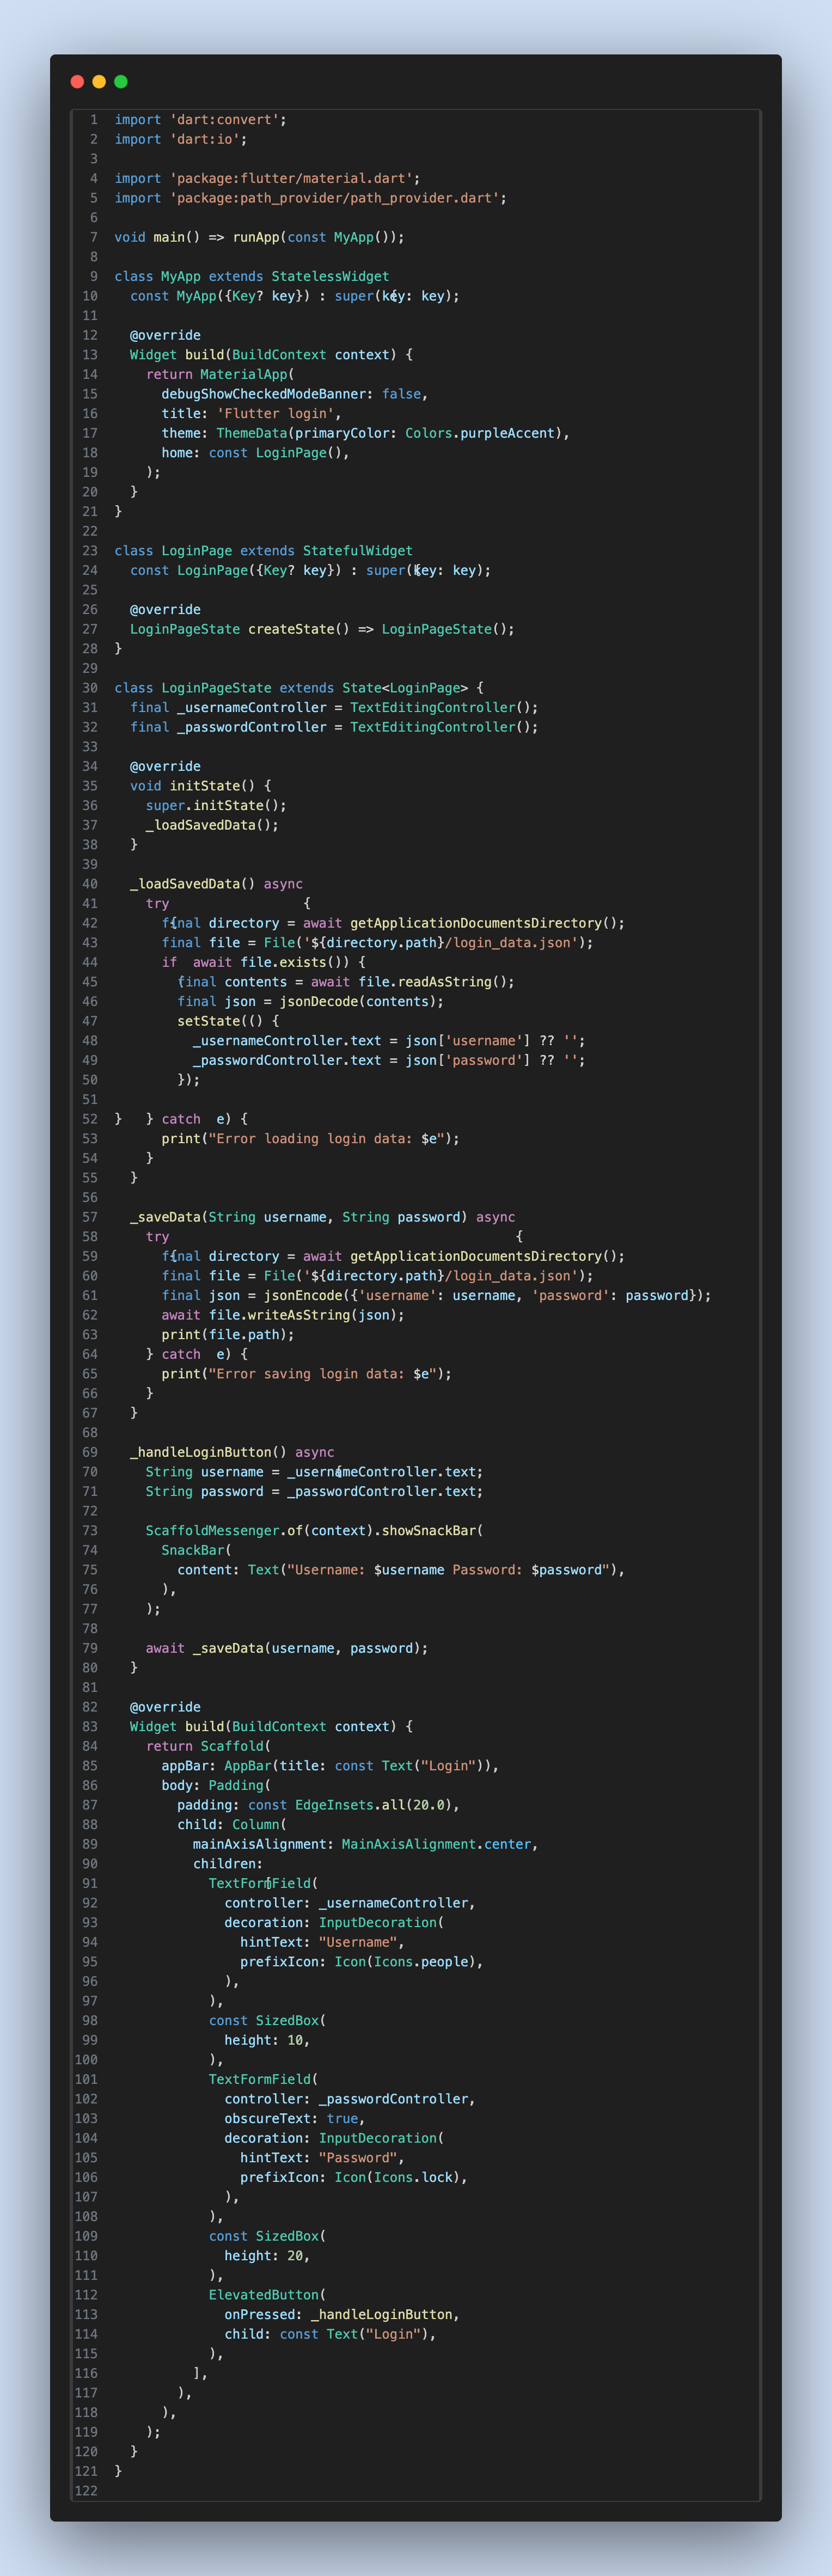 1 import 'dart:convert';
2 import 'dart:io';
3
4 import 'package:flutter/material.dart';
5 import 'package:path_provider/path_provider.dart';
6
7 void main() => runApp(const MyApp());
8
9 class MyApp extends StatelessWidget
10   const MyApp({Key? key}) : super(key: key);
11
12   @override
13   Widget build(BuildContext context) {
14     return MaterialApp(
15       debugShowCheckedModeBanner: false,
16       title: 'Flutter login',
17       theme: ThemeData(primaryColor: Colors.purpleAccent),
18       home: const LoginPage(),
19     );
20   }
21 }
22
23 class LoginPage extends StatefulWidget
24   const LoginPage({Key? key}) : super(key: key);
25
26   @override
27   LoginPageState createState() => LoginPageState();
28 }
29
30 class LoginPageState extends State<LoginPage> {
31   final _usernameController = TextEditingController();
32   final _passwordController = TextEditingController();
33
34   @override
35   void initState() {
36     super.initState();
37     _loadSavedData();
38   }
39
40   _loadSavedData() async
41     try                 {
42       final directory = await getApplicationDocumentsDirectory();
43       final file = File('${directory.path}/login_data.json');
44       if  await file.exists()) {
45         final contents = await file.readAsString();
46         final json = jsonDecode(contents);
47         setState(() {
48           _usernameController.text = json['username'] ?? '';
49           _passwordController.text = json['password'] ?? '';
50         });
51
52 }   } catch  e) {
53       print("Error loading login data: $e");
54     }
55   }
56
57   _saveData(String username, String password) async
58     try                                            {
59       final directory = await getApplicationDocumentsDirectory();
60       final file = File('${directory.path}/login_data.json');
61       final json = jsonEncode({'username': username, 'password': password});
62       await file.writeAsString(json);
63       print(file.path);
64     } catch  e) {
65       print("Error saving login data: $e");
66     }
67   }
68
69   _handleLoginButton() async
70     String username = _usernameController.text;
71     String password = _passwordController.text;
72
73     ScaffoldMessenger.of(context).showSnackBar(
74       SnackBar(
75         content: Text("Username: $username Password: $password"),
76       ),
77     );
78
79     await _saveData(username, password);
80   }
81
82   @override
83   Widget build(BuildContext context) {
84     return Scaffold(
85       appBar: AppBar(title: const Text("Login")),
86       body: Padding(
87         padding: const EdgeInsets.all(20.0),
88         child: Column(
89           mainAxisAlignment: MainAxisAlignment.center,
90           children:
91             TextFormField(
92               controller: _usernameController,
93               decoration: InputDecoration(
94                 hintText: "Username",
95                 prefixIcon: Icon(Icons.people),
96               ),
97             ),
98             const SizedBox(
99               height: 10,
100             ),
101             TextFormField(
102               controller: _passwordController,
103               obscureText: true,
104               decoration: InputDecoration(
105                 hintText: "Password",
106                 prefixIcon: Icon(Icons.lock),
107               ),
108             ),
109             const SizedBox(
110               height: 20,
111             ),
112             ElevatedButton(
113               onPressed: _handleLoginButton,
114               child: const Text("Login"),
115             ),
116           ],
117         ),
118       ),
119     );
120   }
121 }
122